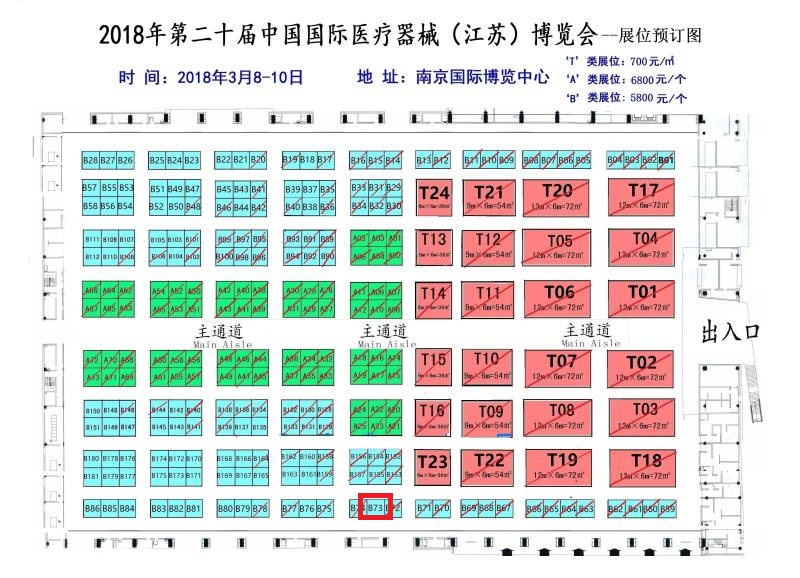 2018年第二十届中国国际医疗器械（江苏）博览会--展位预订图
时 间：2018年3月8-10日
地 址：南京国际博览中心
‘T’ 类展位：700元/㎡
‘A’ 类展位：6800元/个
‘B’ 类展位：5800元/个
B28 B27 B26 B25 B24 B23 B22 B21 B20 B19 B18 B17 B16 B15 B14 B13 B12 B11 B10 B09 B08 B07 B06 B05 B04 B03 B02 B01
B57 B55 B53 B51 B49 B47 B45 B43 B41 B39 B37 B35 B33 B31 B29 T24 T21 T20 T17
B58 B56 B54 B52 B50 B48 B46 B44 B42 B40 B38 B36 B34 B32 B30 6m×6m=36㎡ 9m×6m=54㎡ 12m×6m=72㎡ 12m×6m=72㎡
B111 B109 B107 B105 B103 B101 B99 B97 B95 B93 B91 B89 A05 A03 A01 T13 T12 T05 T04
B112 B110 B108 B106 B104 B102 B100 B98 B96 B94 B92 B90 A06 A04 A02 6m×6m=36㎡ 9m×6m=54㎡ 12m×6m=72㎡ 12m×6m=72㎡
A66 A64 A62 A54 A52 A50 A42 A40 A38 A30 A28 A26 A11 A09 A07 T14 T11 T06 T01
A67 A65 A63 A55 A53 A51 A43 A41 A39 A31 A29 A27 A12 A10 A08 6m×6m=36㎡ 9m×6m=54㎡ 12m×6m=72㎡ 12m×6m=72㎡
主通道 主通道 主通道 出入口
Main Aisle Main Aisle Main Aisle
A72 A70 A68 A60 A58 A56 A48 A46 A44 A36 A34 A32 A18 A16 A14 T15 T10 T07 T02
A73 A71 A69 A61 A59 A57 A49 A47 A45 A37 A35 A33 A19 A17 A15 6m×6m=36㎡ 9m×6m=54㎡ 12m×6m=72㎡ 12m×6m=72㎡
B150 B148 B146 B144 B142 B140 B138 B136 B134 B132 B130 B128 A24 A22 A20 T16 T09 T08 T03
B151 B149 B147 B145 B143 B141 B139 B137 B135 B133 B131 B129 A25 A23 A21 6m×6m=36㎡ 9m×6m=54㎡ 12m×6m=72㎡ 12m×6m=72㎡
B180 B178 B176 B174 B172 B170 B168 B166 B164 B162 B160 B158 B156 B154 B152 T23 T22 T19 T18
B181 B179 B177 B175 B173 B171 B169 B167 B165 B163 B161 B159 B157 B155 B153 6m×6m=36㎡ 9m×6m=54㎡ 12m×6m=72㎡ 12m×6m=72㎡
B86 B85 B84 B83 B82 B81 B80 B79 B78 B77 B76 B75 B74 B73 B72 B71 B70 B69 B68 B67 B66 B65 B64 B63 B62 B61 B60 B59